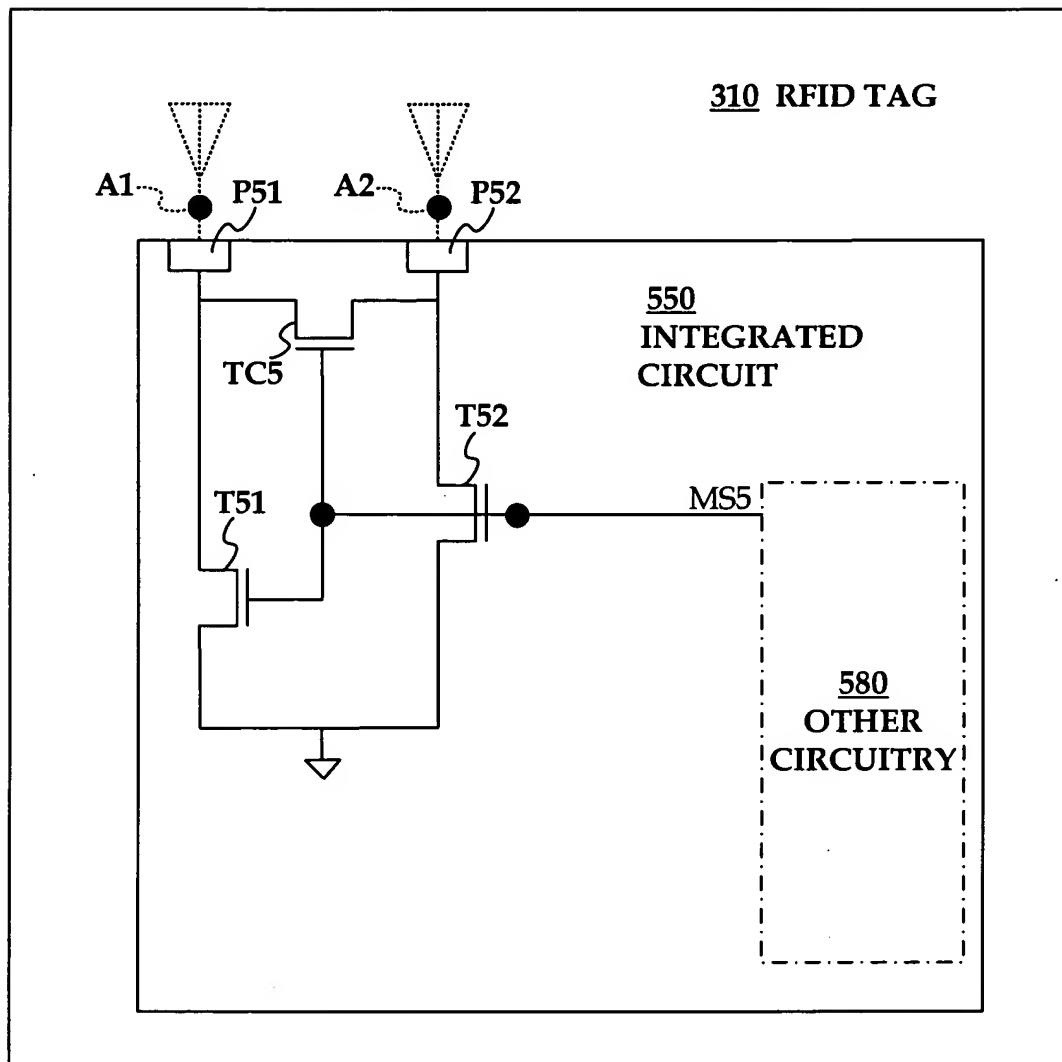 310 RFID TAG
A1
P51
A2
P52
550
INTEGRATED
CIRCUIT
TC5
T52
T51
MS5
580
OTHER
CIRCUITRY